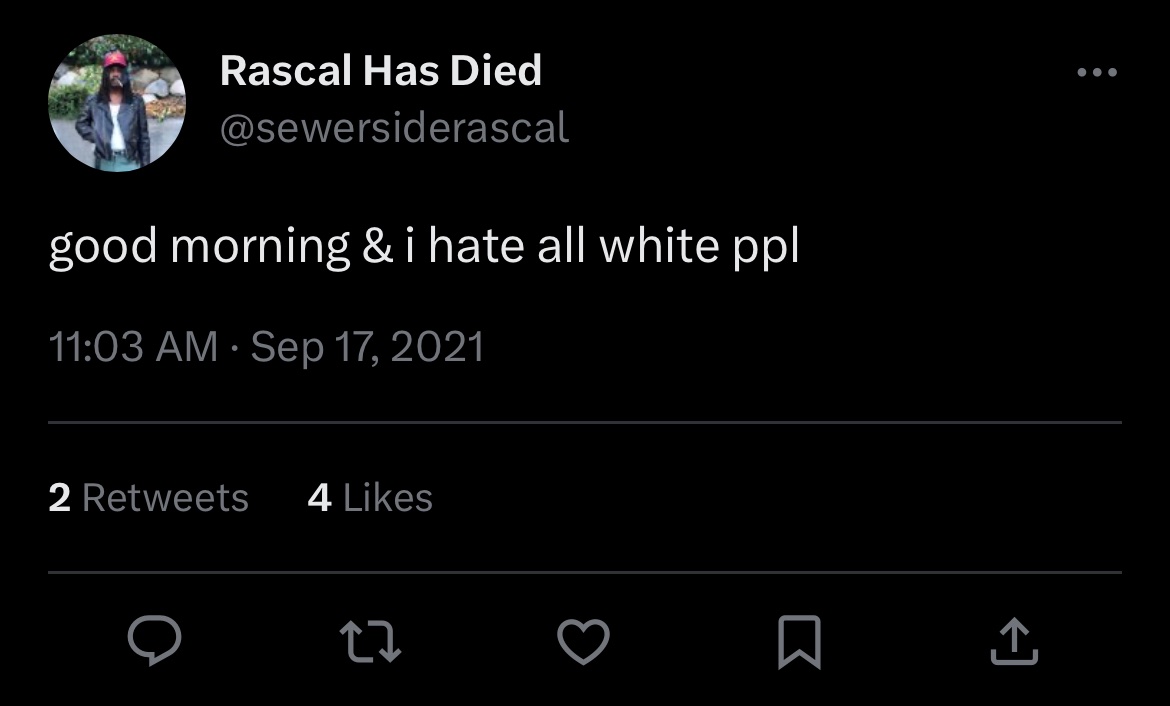 Rascal Has Died
@sewersiderascal
good morning & i hate all white ppl
11:03 AM · Sep 17, 2021
2 Retweets 4 Likes